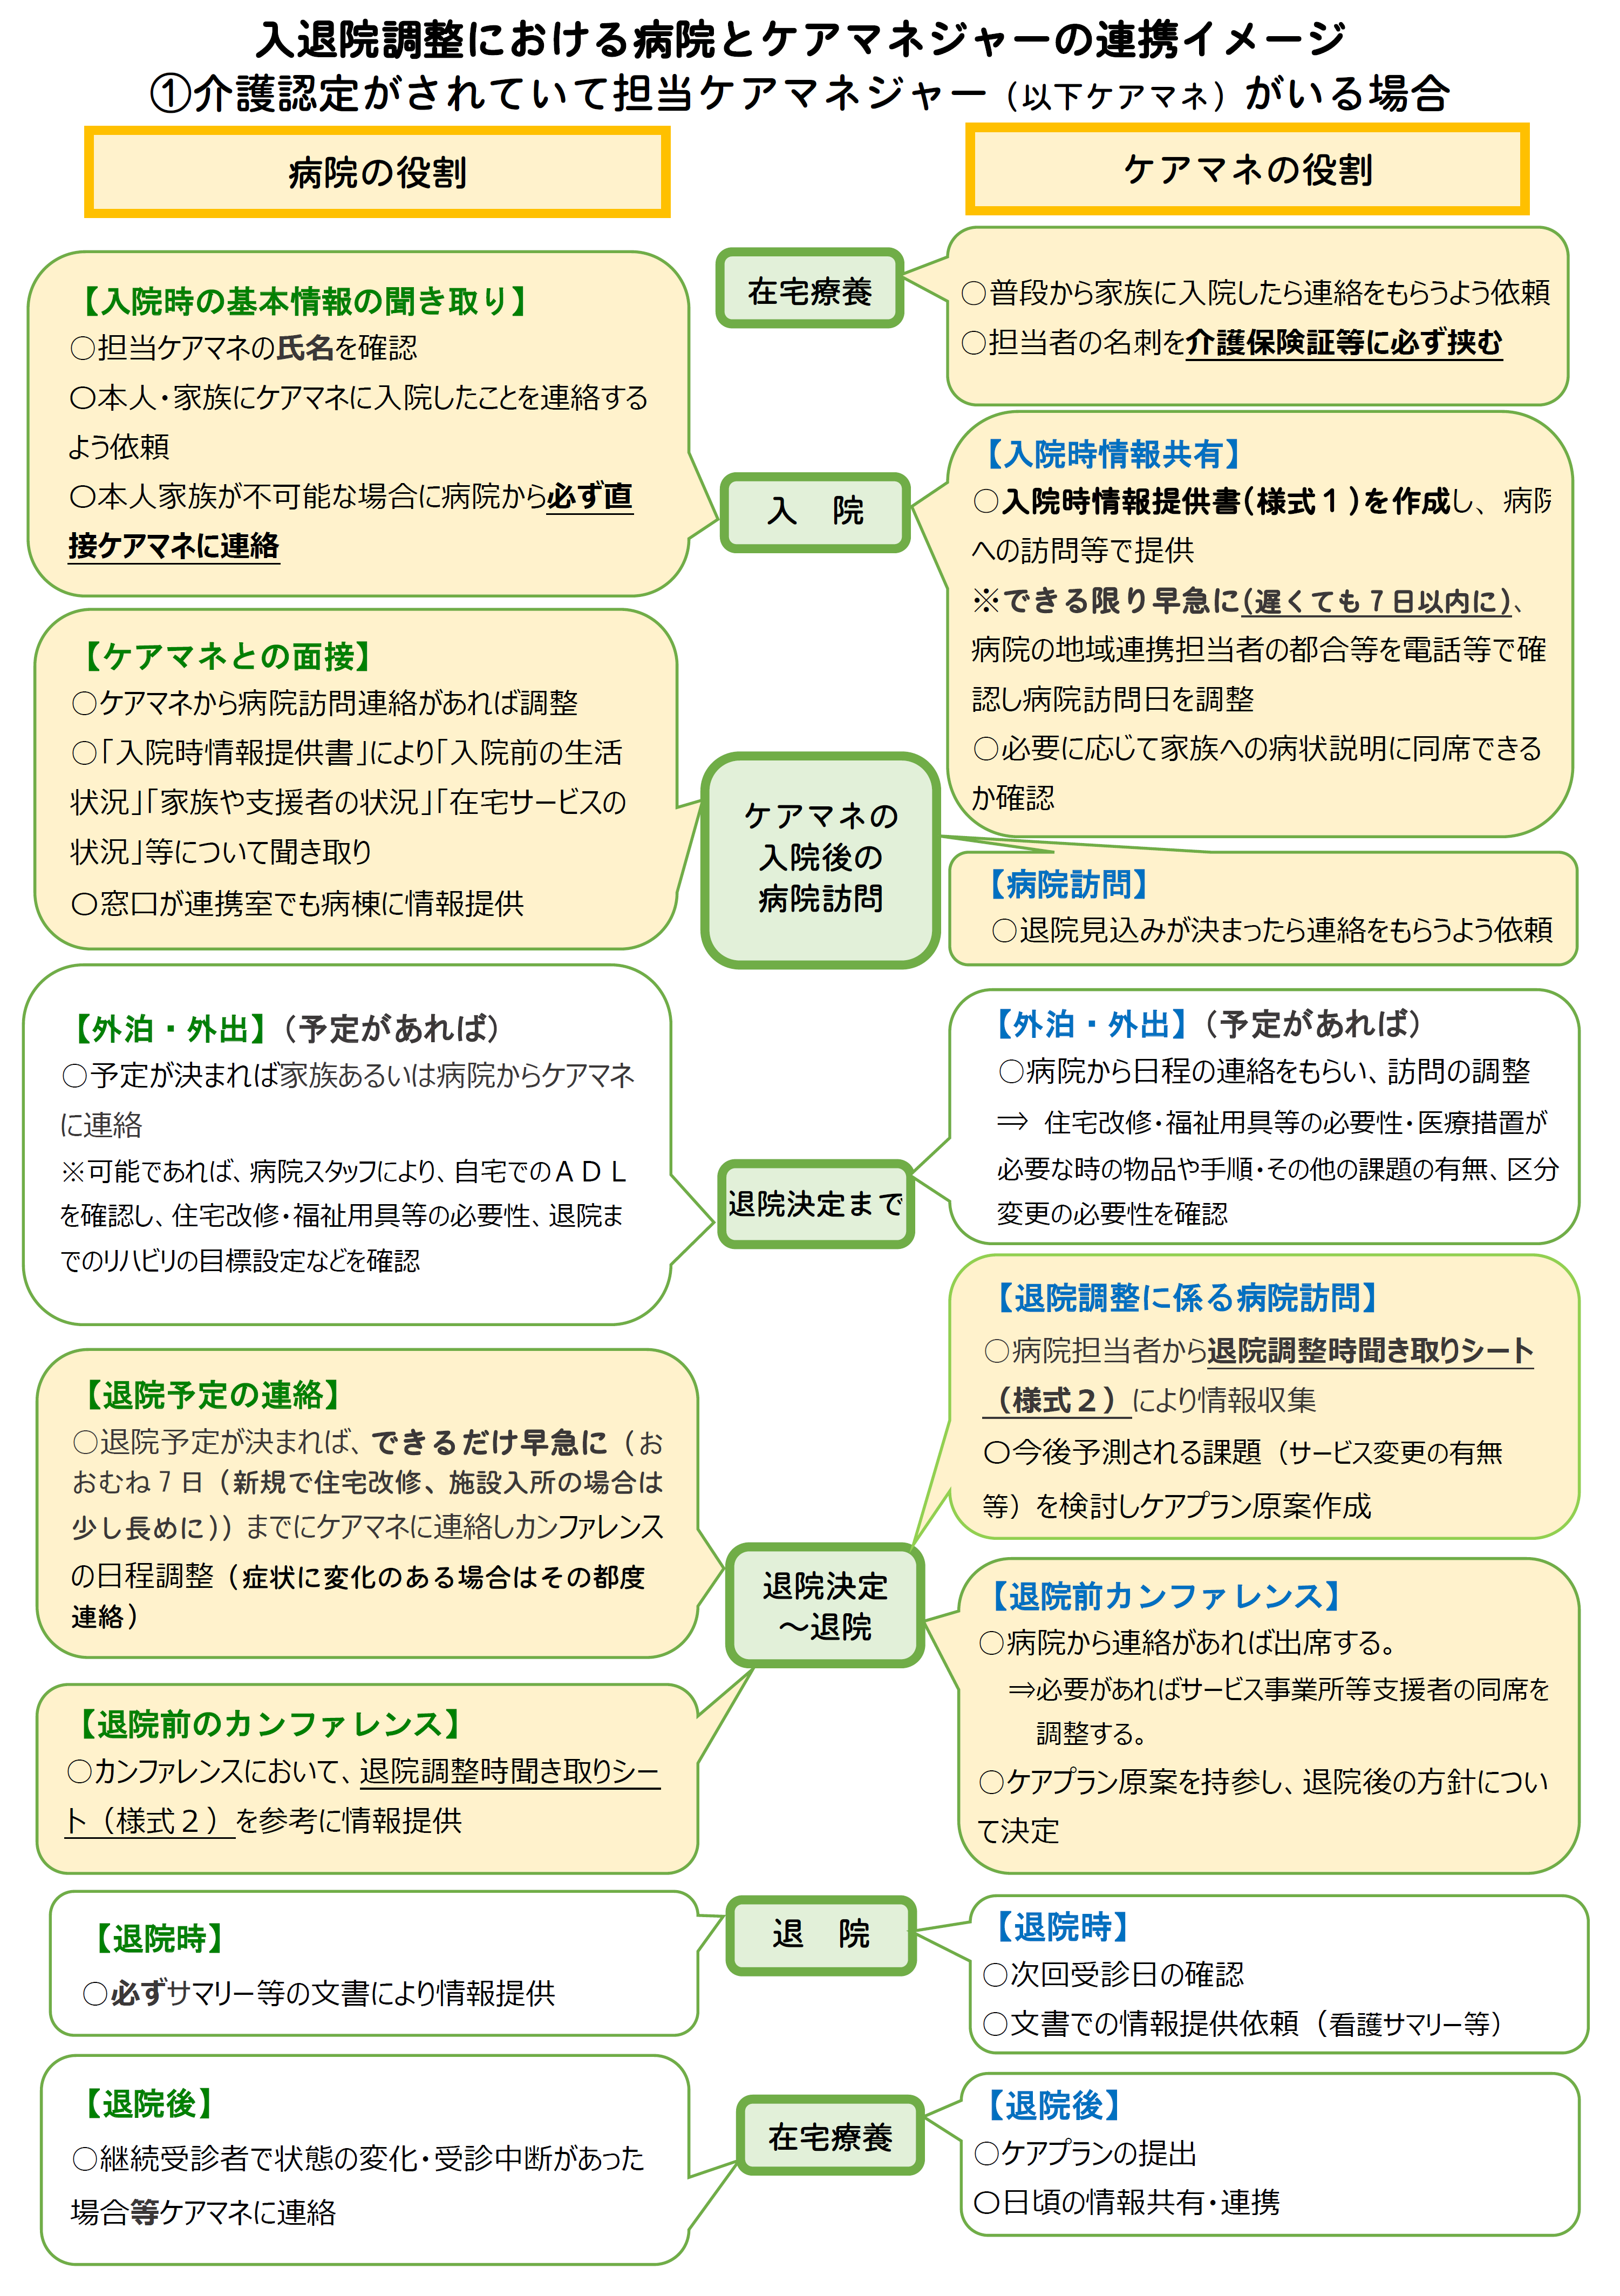 入退院調整における病院とケアマネジャーの連携イメージ
①介護認定がされていて担当ケアマネジャー（以下ケアマネ）がいる場合
病院の役割
ケアマネの役割
在宅療養
○普段から家族に入院したら連絡をもらうよう依頼
○担当者の名刺を介護保険証等に必ず挟む
【入院時の基本情報の聞き取り】
○担当ケアマネの氏名を確認
○本人・家族にケアマネに入院したことを連絡する
よう依頼
○本人家族が不可能な場合に病院から必ず直
接ケアマネに連絡
入　院
【入院時情報共有】
○入院時情報提供書（様式１）を作成し、病院
への訪問等で提供
※できる限り早急に（遅くても７日以内に）、
病院の地域連携担当者の都合等を電話等で確
認し病院訪問日を調整
○必要に応じて家族への病状説明に同席できる
か確認
【ケアマネとの面接】
○ケアマネから病院訪問連絡があれば調整
○「入院時情報提供書」により「入院前の生活
状況」「家族や支援者の状況」「在宅サービスの
状況」等について聞き取り
○窓口が連携室でも病棟に情報提供
ケアマネの
入院後の
病院訪問
【病院訪問】
○退院見込みが決まったら連絡をもらうよう依頼
【外泊・外出】（予定があれば）
○予定が決まれば家族あるいは病院からケアマネ
に連絡
※可能であれば、病院スタッフにより、自宅でのＡＤＬ
を確認し、住宅改修・福祉用具等の必要性、退院ま
でのリハビリの目標設定などを確認
退院決定まで
【外泊・外出】（予定があれば）
○病院から日程の連絡をもらい、訪問の調整
⇒ 住宅改修・福祉用具等の必要性・医療措置が
必要な時の物品や手順・その他の課題の有無、区分
変更の必要性を確認
【退院調整に係る病院訪問】
○病院担当者から退院調整時聞き取りシート
（様式２）により情報収集
○今後予測される課題（サービス変更の有無
等）を検討しケアプラン原案作成
【退院予定の連絡】
○退院予定が決まれば、できるだけ早急に（お
おむね７日（新規で住宅改修、施設入所の場合は
少し長めに））までにケアマネに連絡しカンファレンス
の日程調整（症状に変化のある場合はその都度
連絡）
退院決定
～退院
【退院前カンファレンス】
○病院から連絡があれば出席する。
⇒必要があればサービス事業所等支援者の同席を
調整する。
○ケアプラン原案を持参し、退院後の方針につい
て決定
【退院前のカンファレンス】
○カンファレンスにおいて、退院調整時聞き取りシー
ト（様式２）を参考に情報提供
【退院時】
○必ずサマリー等の文書により情報提供
退　院
【退院時】
○次回受診日の確認
○文書での情報提供依頼（看護サマリー等）
【退院後】
○継続受診者で状態の変化・受診中断があった
場合等ケアマネに連絡
在宅療養
【退院後】
○ケアプランの提出
○日頃の情報共有・連携